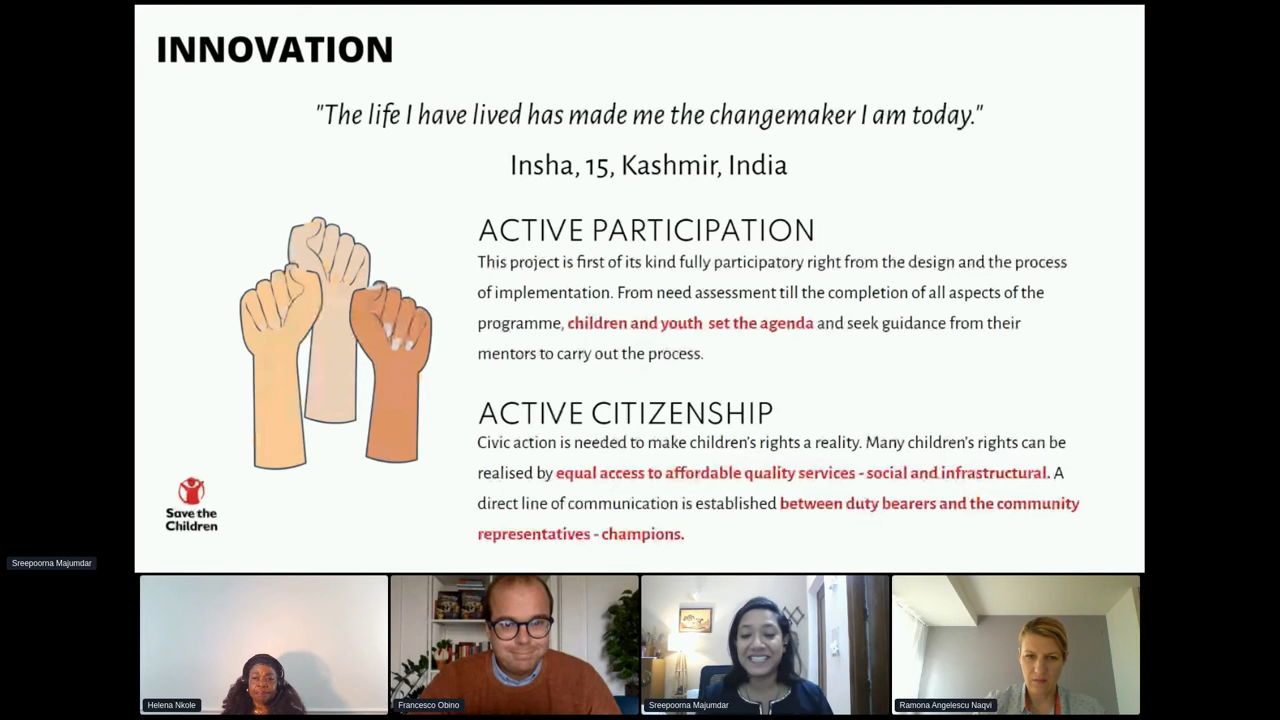 INNOVATION
"The life I have lived has made me the changemaker I am today."
Insha, 15, Kashmir, India
ACTIVE PARTICIPATION
This project is first of its kind fully participatory right from the design and the process
of implementation. From need assessment till the completion of all aspects of the
programme, children and youth set the agenda and seek guidance from their
mentors to carry out the process.
ACTIVE CITIZENSHIP
Civic action is needed to make children's rights a reality. Many children's rights can be
realised by equal access to affordable quality services - social and infrastructural. A
direct line of communication is established between duty bearers and the community
representatives - champions.
Save the
Children
Sreepoorna Majumdar
Helena Nkole
Francesco Obino
Sreepoorna Majumdar
Ramona Angelescu Naqvi